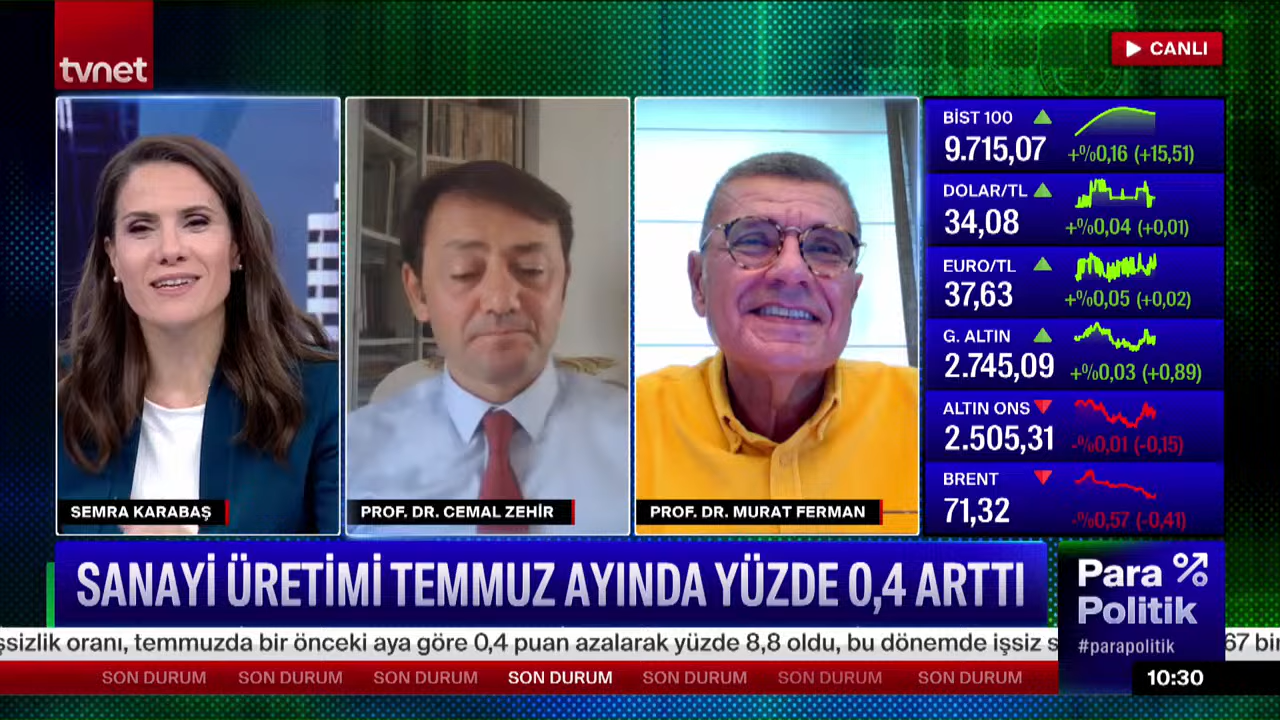 tvnet
CANLI
BİST 100
9.715,07
+%0,16 (+15,51)
DOLAR/TL
34,08
+%0,04 (+0,01)
EURO/TL
37,63
+%0,05 (+0,02)
G. ALTIN
2.745,09
+%0,03 (+0,89)
ALTIN ONS
2.505,31
-%0,01 (-0,15)
BRENT
71,32
-%0,57 (-0,41)
SEMRA KARABAŞ
PROF. DR. CEMAL ZEHİR
PROF. DR. MURAT FERMAN
SANAYİ ÜRETİMİ TEMMUZ AYINDA YÜZDE 0,4 ARTTI
Para
Politik
#parapolitik
oranı, temmuzda bir önceki aya göre 0,4 puan azalarak yüzde 8,8 oldu, bu dönemde işsiz
SON DURUM SON DURUM SON DURUM SON DURUM SON DURUM SON DURUM SON DURUM
10:30